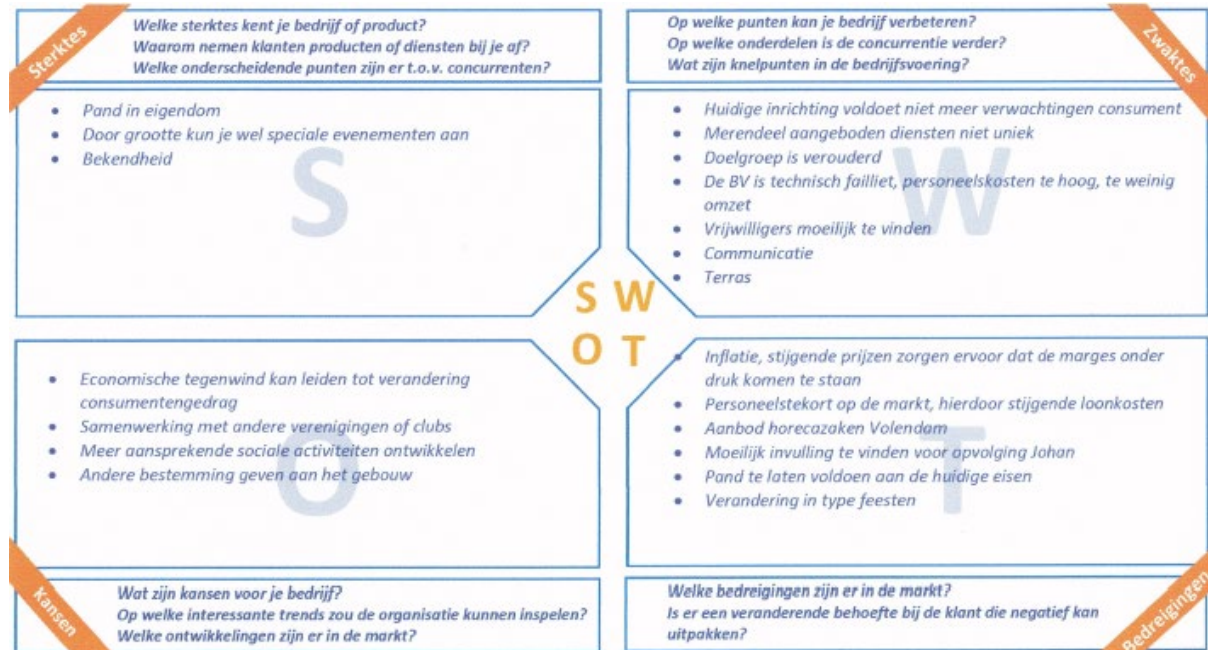 Sterktes
Welke sterktes kent je bedrijf of product?
Waarom nemen klanten producten of diensten bij je af?
Welke onderscheidende punten zijn er t.o.v. concurrenten?
• Pand in eigendom
• Door grootte kun je wel speciale evenementen aan
• Bekendheid
S
Op welke punten kan je bedrijf verbeteren?
Op welke onderdelen is de concurrentie verder?
Wat zijn knelpunten in de bedrijfsvoering?
Zwaktes
• Huidige inrichting voldoet niet meer verwachtingen consument
• Merendeel aangeboden diensten niet uniek
• Doelgroep is verouderd
• De BV is technisch failliet, personeelskosten te hoog, te weinig
omzet
• Vrijwilligers moeilijk te vinden
• Communicatie
• Terras
W
S W
O T
• Economische tegenwind kan leiden tot verandering
consumentengedrag
• Samenwerking met andere verenigingen of clubs
• Meer aansprekende sociale activiteiten ontwikkelen
• Andere bestemming geven aan het gebouw
O
Kansen
Wat zijn kansen voor je bedrijf?
Op welke interessante trends zou de organisatie kunnen inspelen?
Welke ontwikkelingen zijn er in de markt?
• Inflatie, stijgende prijzen zorgen ervoor dat de marges onder
druk komen te staan
• Personeelstekort op de markt, hierdoor stijgende loonkosten
• Aanbod horecazaken Volendam
• Moeilijk invulling te vinden voor opvolging Johan
• Pand te laten voldoen aan de huidige eisen
• Verandering in type feesten
T
Welke bedreigingen zijn er in de markt?
Is er een veranderende behoefte bij de klant die negatief kan
uitpakken?
Bedreigingen